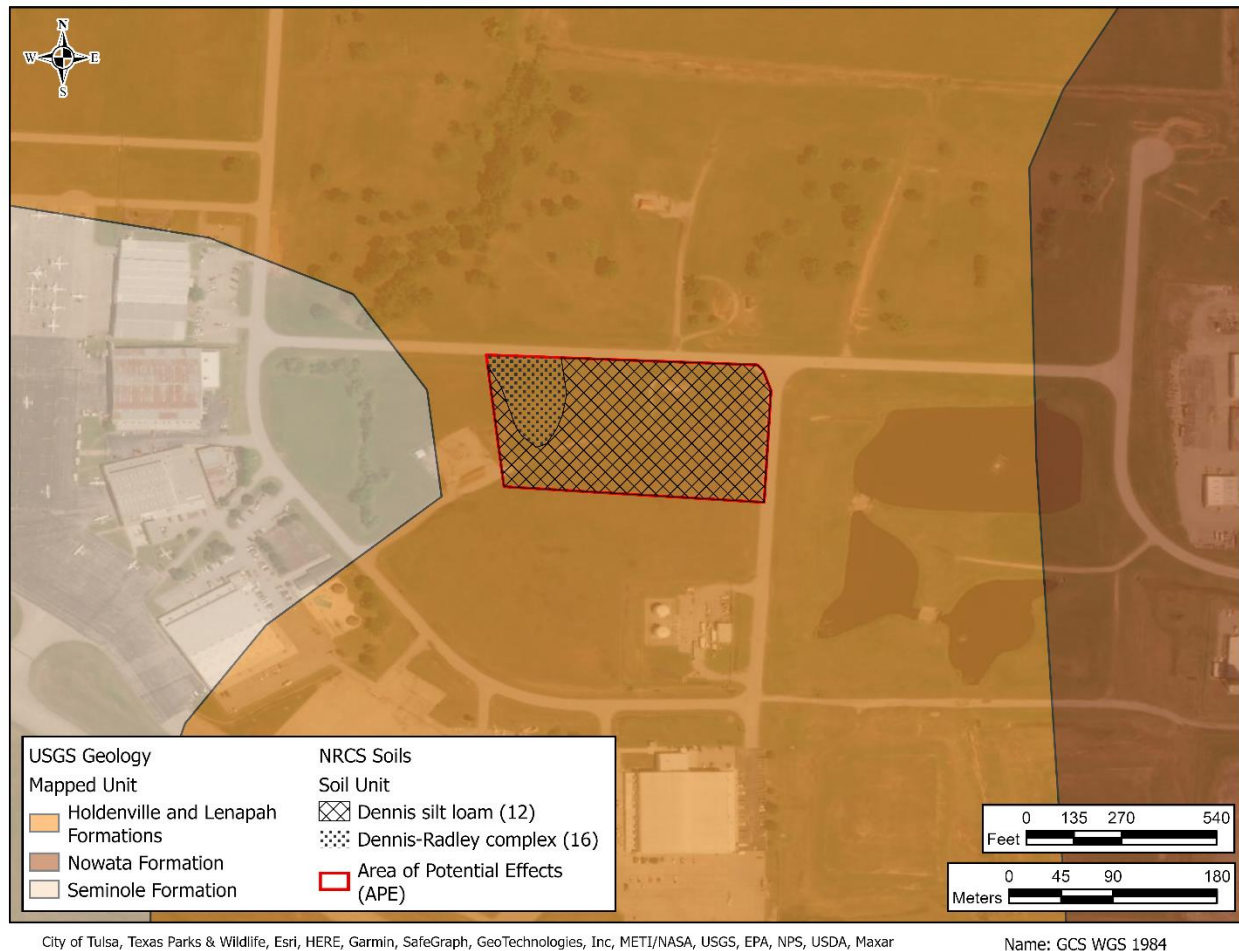 N
W E
S
USGS Geology
Mapped Unit
Holdenville and Lenapah
Formations
Nowata Formation
Seminole Formation
NRCS Soils
Soil Unit
Dennis silt loam (12)
Dennis-Radley complex (16)
Area of Potential Effects
(APE)
0 135 270 540
Feet
0 45 90 180
Meters
City of Tulsa, Texas Parks & Wildlife, Esri, HERE, Garmin, SafeGraph, GeoTechnologies, Inc, METI/NASA, USGS, EPA, NPS, USDA, Maxar
Name: GCS WGS 1984